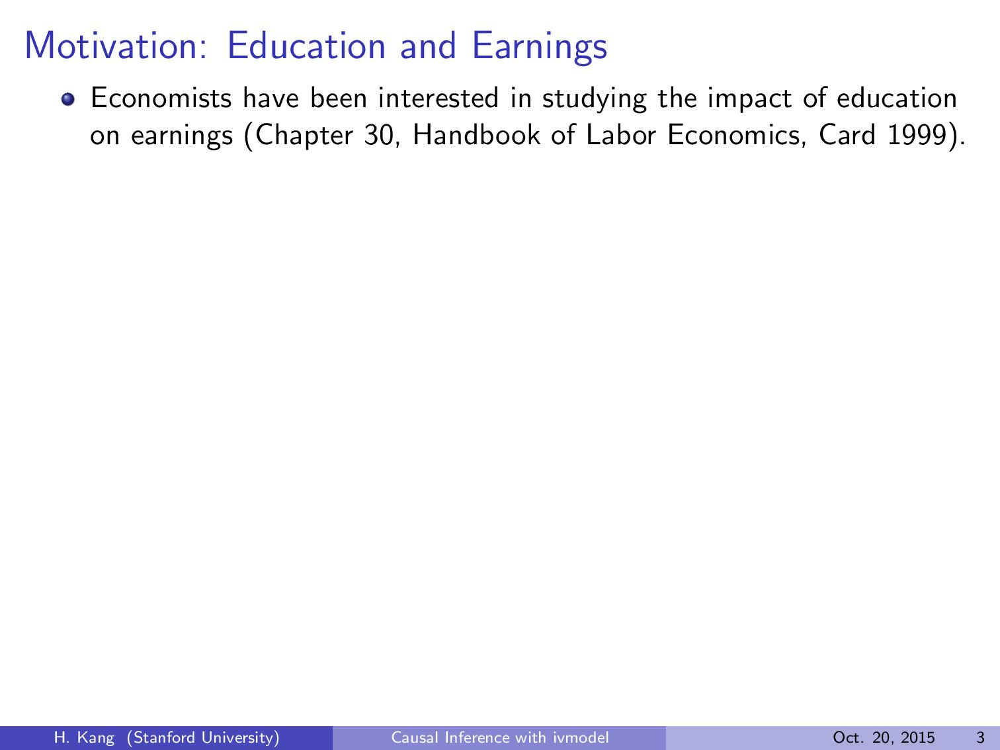 Motivation: Education and Earnings
Economists have been interested in studying the impact of education
on earnings (Chapter 30, Handbook of Labor Economics, Card 1999).
H. Kang (Stanford University) Causal Inference with ivmodel Oct. 20, 2015 3